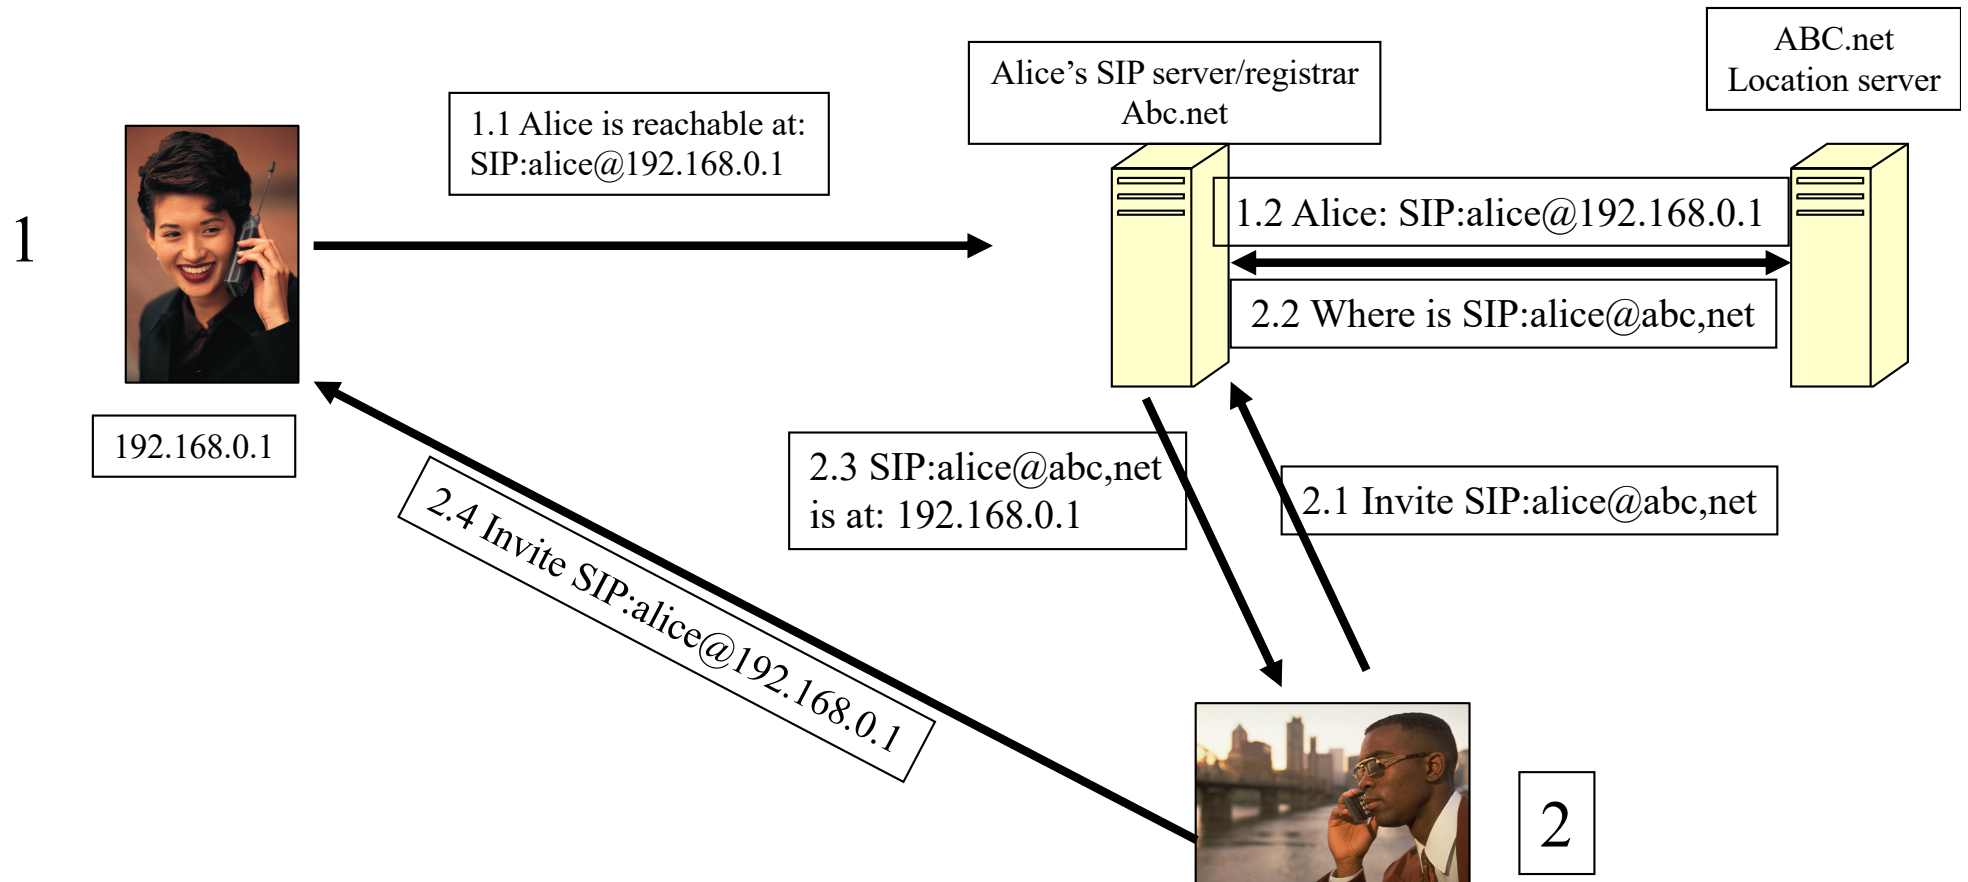 ABC.net
Location server
Alice’s SIP server/registrar
Abc.net
1.1 Alice is reachable at:
SIP:alice@192.168.0.1
1
1.2 Alice: SIP:alice@192.168.0.1
2.2 Where is SIP:alice@abc,net
192.168.0.1
2.3 SIP:alice@abc,net
is at: 192.168.0.1
2.1 Invite SIP:alice@abc,net
2.4 Invite SIP:alice@192.168.0.1
2